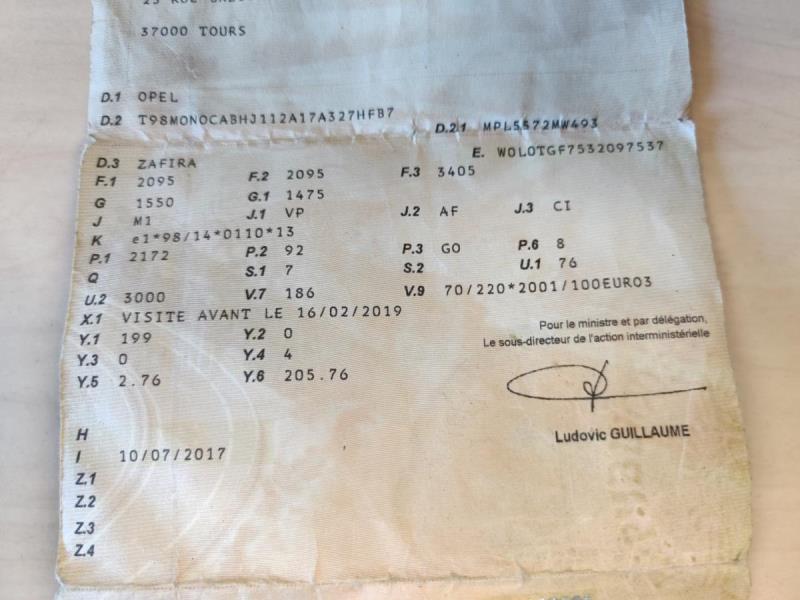 37000 TOURS
D.1 OPEL
D.2 T98MONOCABHJ112A17A327HFB7
D.2.1 MPL5572MW493
D.3 ZAFIRA E. WOLOTGF7532097537
F.1 2095 F.2 2095 F.3 3405
G 1550 G.1 1475
J M1 J.1 VP J.2 AF J.3 CI
K e1*98/14*0110*13
P.1 2172 P.2 92 P.3 GO P.6 8
Q S.1 7 S.2 U.1 76
U.2 3000 V.7 186 V.9 70/220*2001/100EURO3
X.1 VISITE AVANT LE 16/02/2019
Y.1 199 Y.2 0
Y.3 0 Y.4 4
Y.5 2.76 Y.6 205.76
Pour le ministre et par délégation,
Le sous-directeur de l'action interministérielle
Ludovic GUILLAUME
H
I 10/07/2017
Z.1
Z.2
Z.3
Z.4